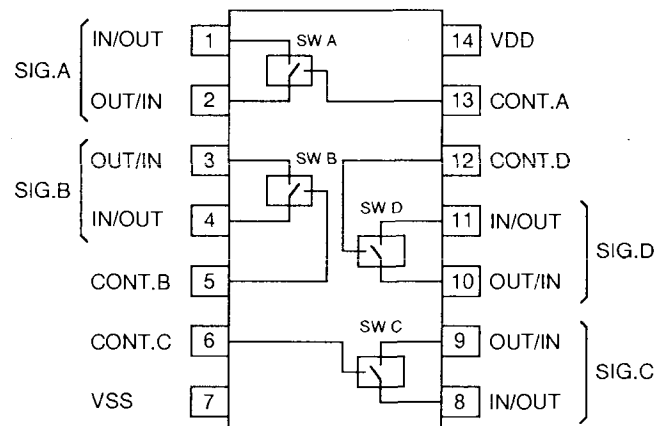 IN/OUT 1 SW A 14 VDD
SIG.A
OUT/IN 2 13 CONT.A
OUT/IN 3 SW B 12 CONT.D
SIG.B
IN/OUT 4 SW D 11 IN/OUT
SIG.D
CONT.B 5 10 OUT/IN
CONT.C 6 SW C 9 OUT/IN
SIG.C
VSS 7 8 IN/OUT